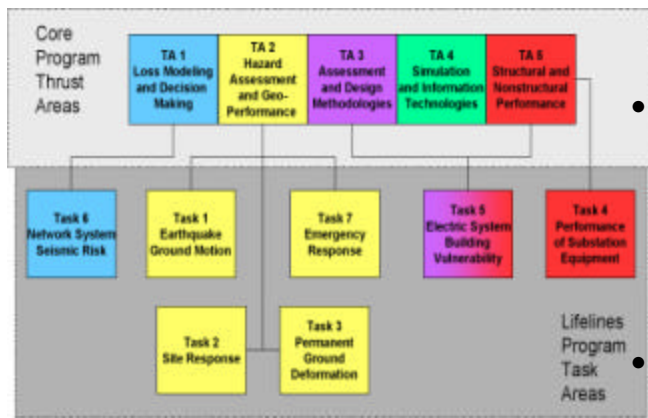 Core
Program
Thrust
Areas
TA 1
Loss Modeling
and Decision
Making
TA 2
Hazard
Assessment
and Geo-
Performance
TA 3
Assessment
and Design
Methodologies
TA 4
Simulation
and Information
Technologies
TA 5
Structural and
Nonstructural
Performance
Task 6
Network System
Seismic Risk
Task 1
Earthquake
Ground Motion
Task 7
Emergency
Response
Task 5
Electric System
Building
Vulnerability
Task 4
Performance
of Substation
Equipment
Task 2
Site Response
Task 3
Permanent
Ground
Deformation
Lifelines
Program
Task
Areas